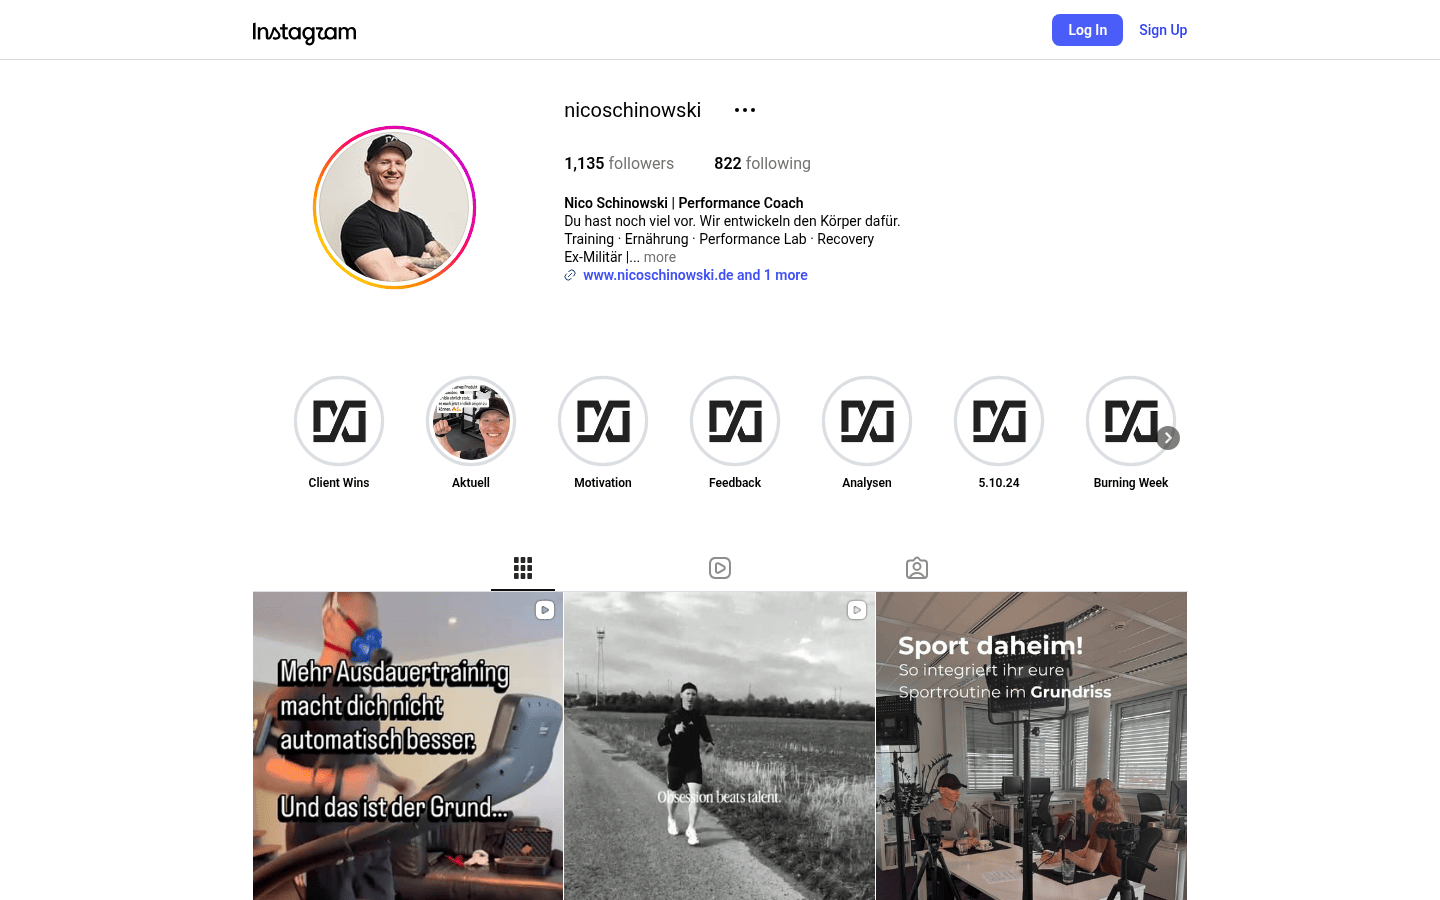 Instagram
Log In
Sign Up
nicoschinowski
1,135 followers
822 following
Nico Schinowski | Performance Coach
Du hast noch viel vor. Wir entwickeln den Körper dafür.
Training · Ernährung · Performance Lab · Recovery
Ex-Militär |... more
www.nicoschinowski.de and 1 more
Client Wins
Aktuell
Motivation
Feedback
Analysen
5.10.24
Burning Week
Mehr Ausdauertraining
macht dich nicht
automatisch besser.
Und das ist der Grund...
Obsession beats talent.
Sport daheim!
So integriert ihr eure
Sportroutine im Grundriss